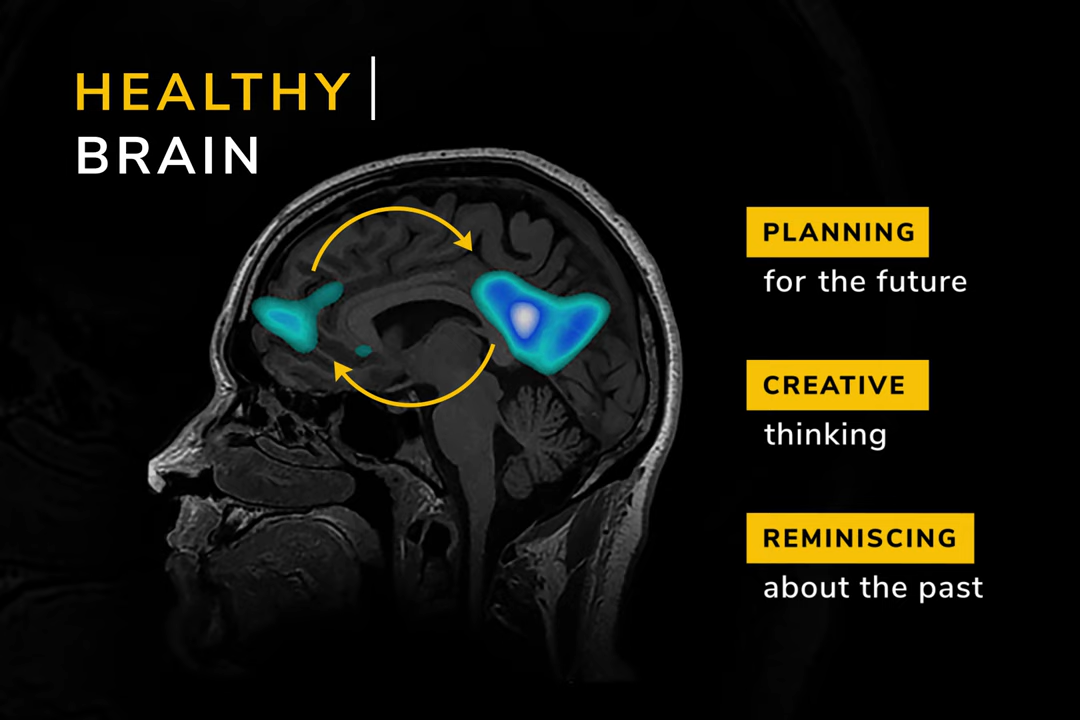 HEALTHY
BRAIN
PLANNING
for the future
CREATIVE
thinking
REMINISCING
about the past